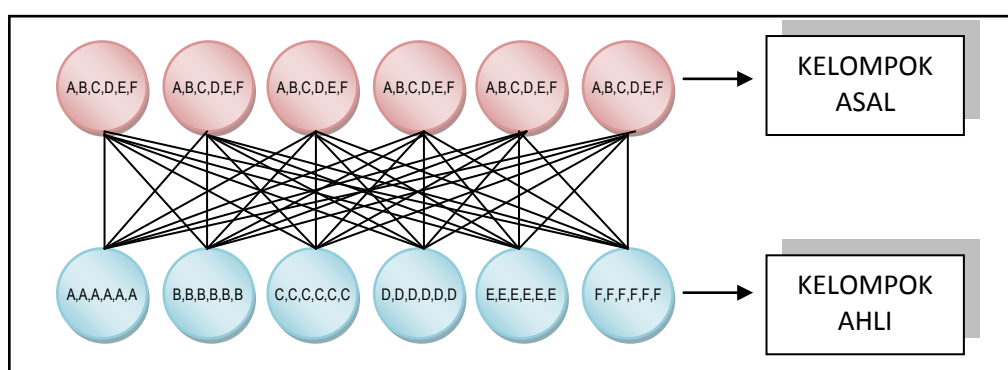 A,B,C,D,E,F A,B,C,D,E,F A,B,C,D,E,F A,B,C,D,E,F A,B,C,D,E,F A,B,C,D,E,F
KELOMPOK
ASAL
A,A,A,A,A,A B,B,B,B,B,B C,C,C,C,C,C D,D,D,D,D,D E,E,E,E,E,E F,F,F,F,F,F
KELOMPOK
AHLI